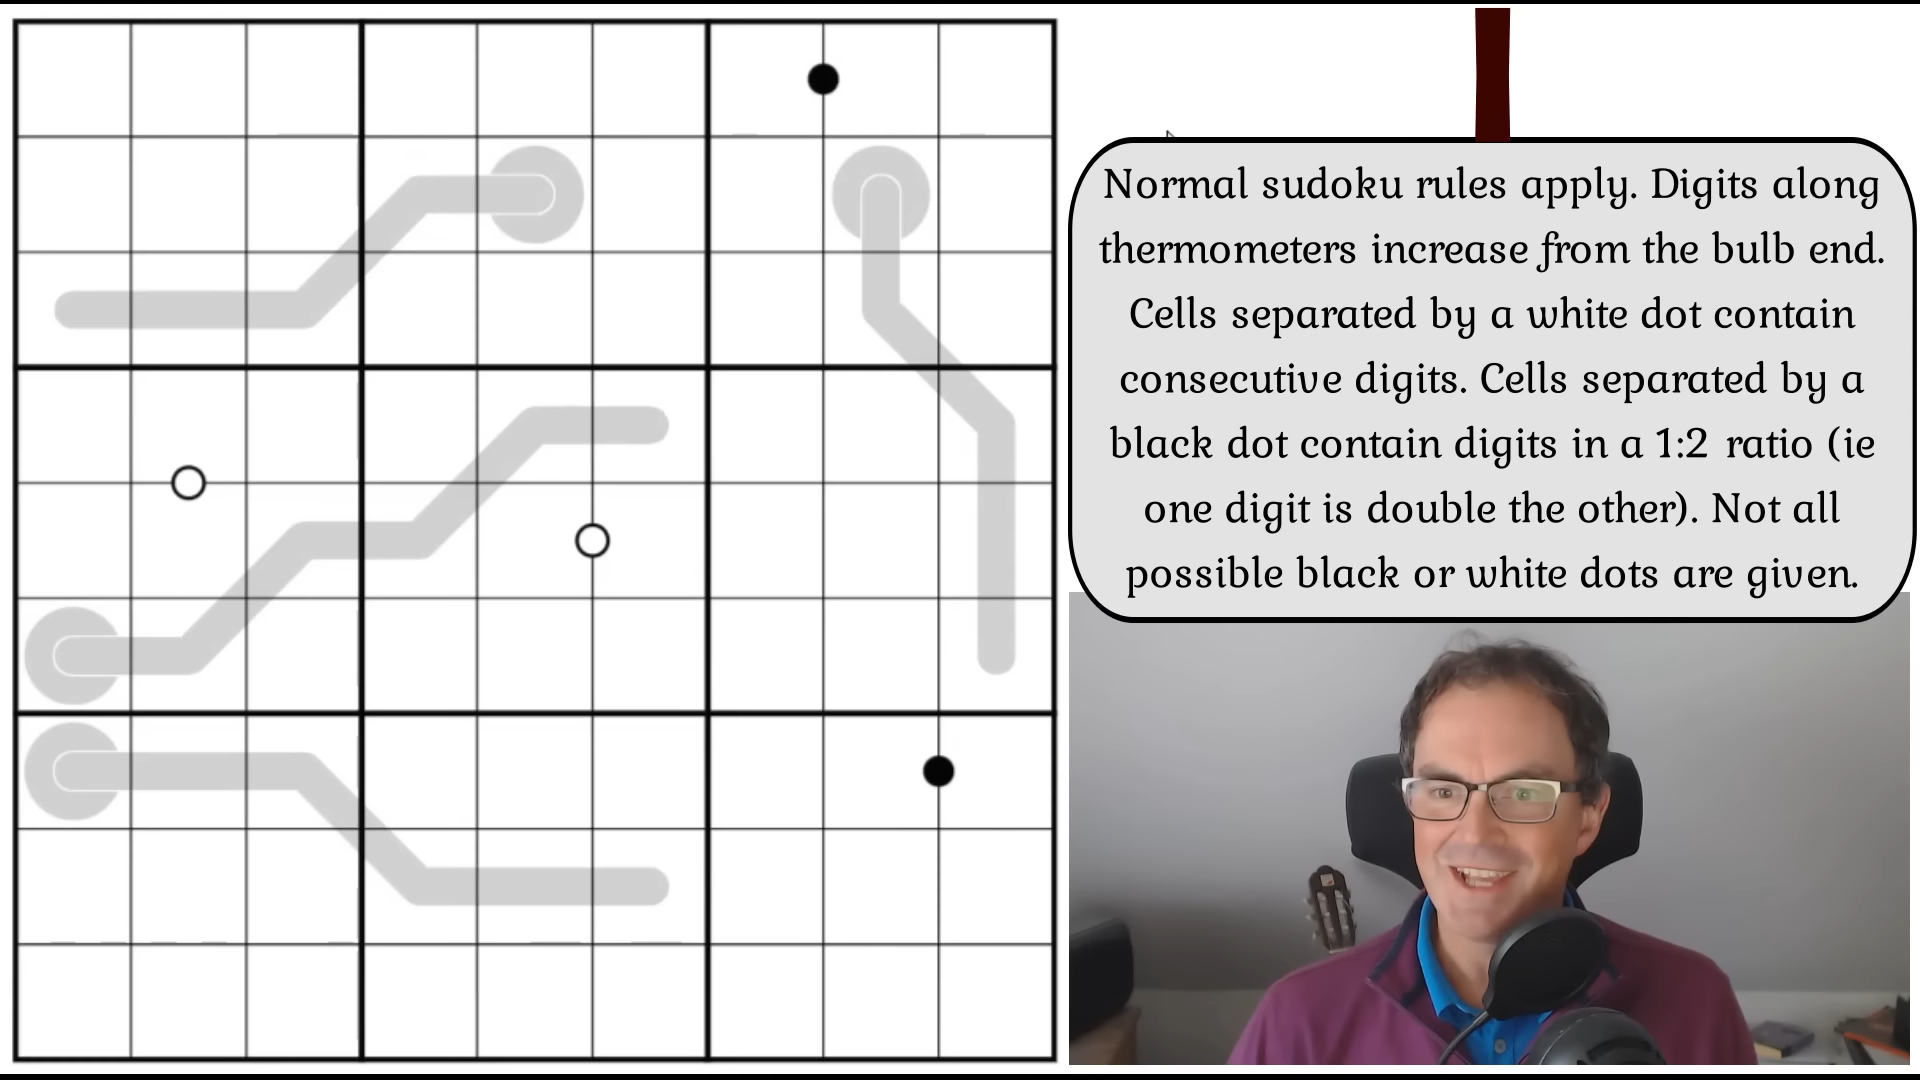 Normal sudoku rules apply. Digits along
thermometers increase from the bulb end.
Cells separated by a white dot contain
consecutive digits. Cells separated by a
black dot contain digits in a 1:2 ratio (ie
one digit is double the other). Not all
possible black or white dots are given.